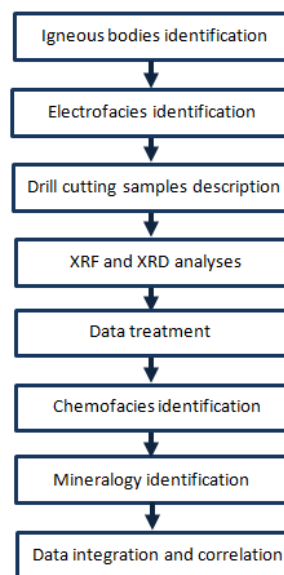 Igneous bodies identification
Electrofacies identification
Drill cutting samples description
XRF and XRD analyses
Data treatment
Chemofacies identification
Mineralogy identification
Data integration and correlation